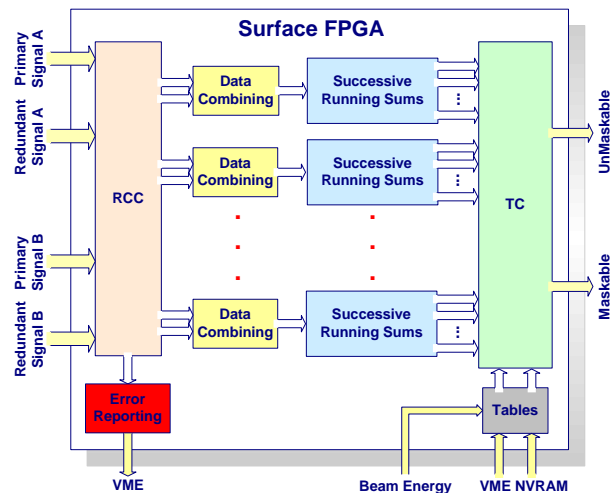 Surface FPGA
Primary
Signal A
Redundant
Signal A
Primary
Signal B
Redundant
Signal B
RCC
Data
Combining
Successive
Running Sums
...
Data
Combining
Successive
Running Sums
...
Data
Combining
Successive
Running Sums
...
TC
UnMaskable
Maskable
Error
Reporting
Tables
VME
Beam Energy
VME NVRAM